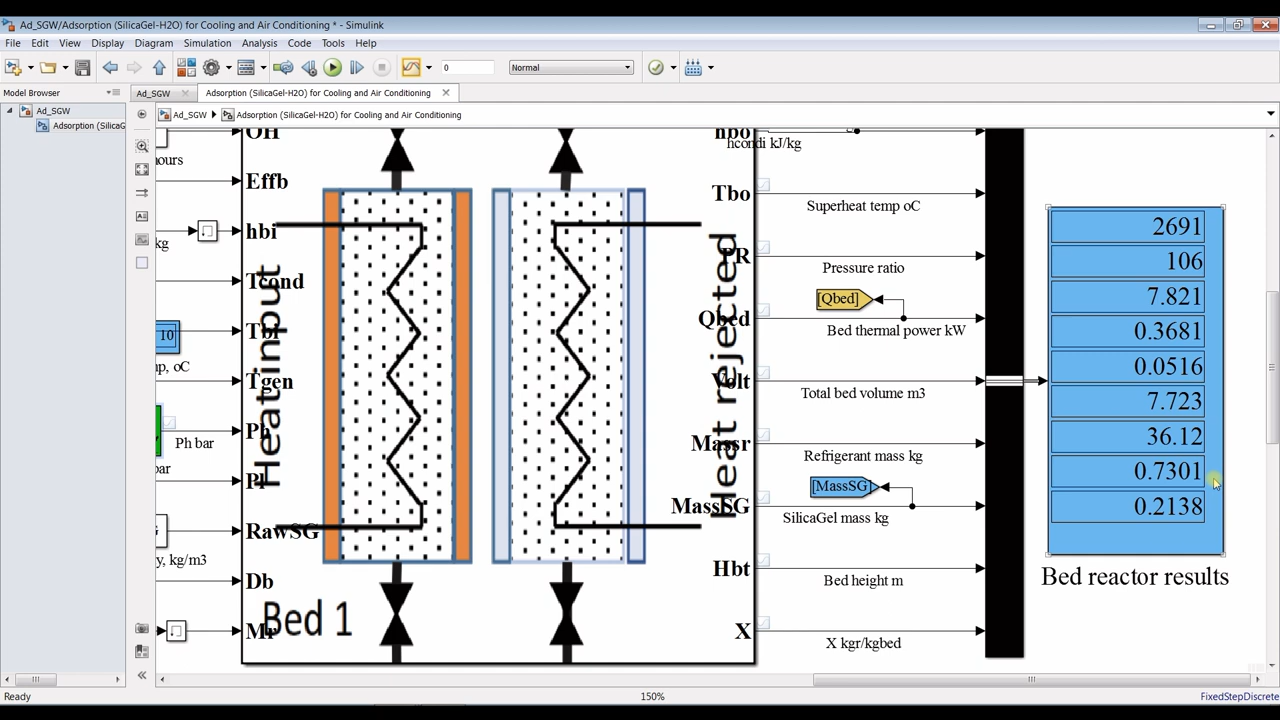 Ad_SGW/Adsorption (SilicaGel-H2O) for Cooling and Air Conditioning * - Simulink
File Edit View Display Diagram Simulation Analysis Code Tools Help
0 Normal
Model Browser
Ad_SGW
Adsorption (SilicaG
Ad_SGW
Adsorption (SilicaGel-H2O) for Cooling and Air Conditioning
Ad_SGW Adsorption (SilicaGel-H2O) for Cooling and Air Conditioning
OH
ours
Effb
hbi
kg
Tcond
Tbi
10
np, oC
Tgen
Ph
Ph bar
bar
Pl
RawSG
y, kg/m3
Db
Mr
Heat input
Bed 1
Heat rejected
hbo
hcondi kJ/kg
Tbo
Superheat temp oC
PR
Pressure ratio
[Qbed]
Qbed
Bed thermal power kW
Volt
Total bed volume m3
Massr
Refrigerant mass kg
[MassSG]
MassSG
SilicaGel mass kg
Hbt
Bed height m
X
X kgr/kgbed
2691
106
7.821
0.3681
0.0516
7.723
36.12
0.7301
0.2138
Bed reactor results
Ready 150% FixedStepDiscrete